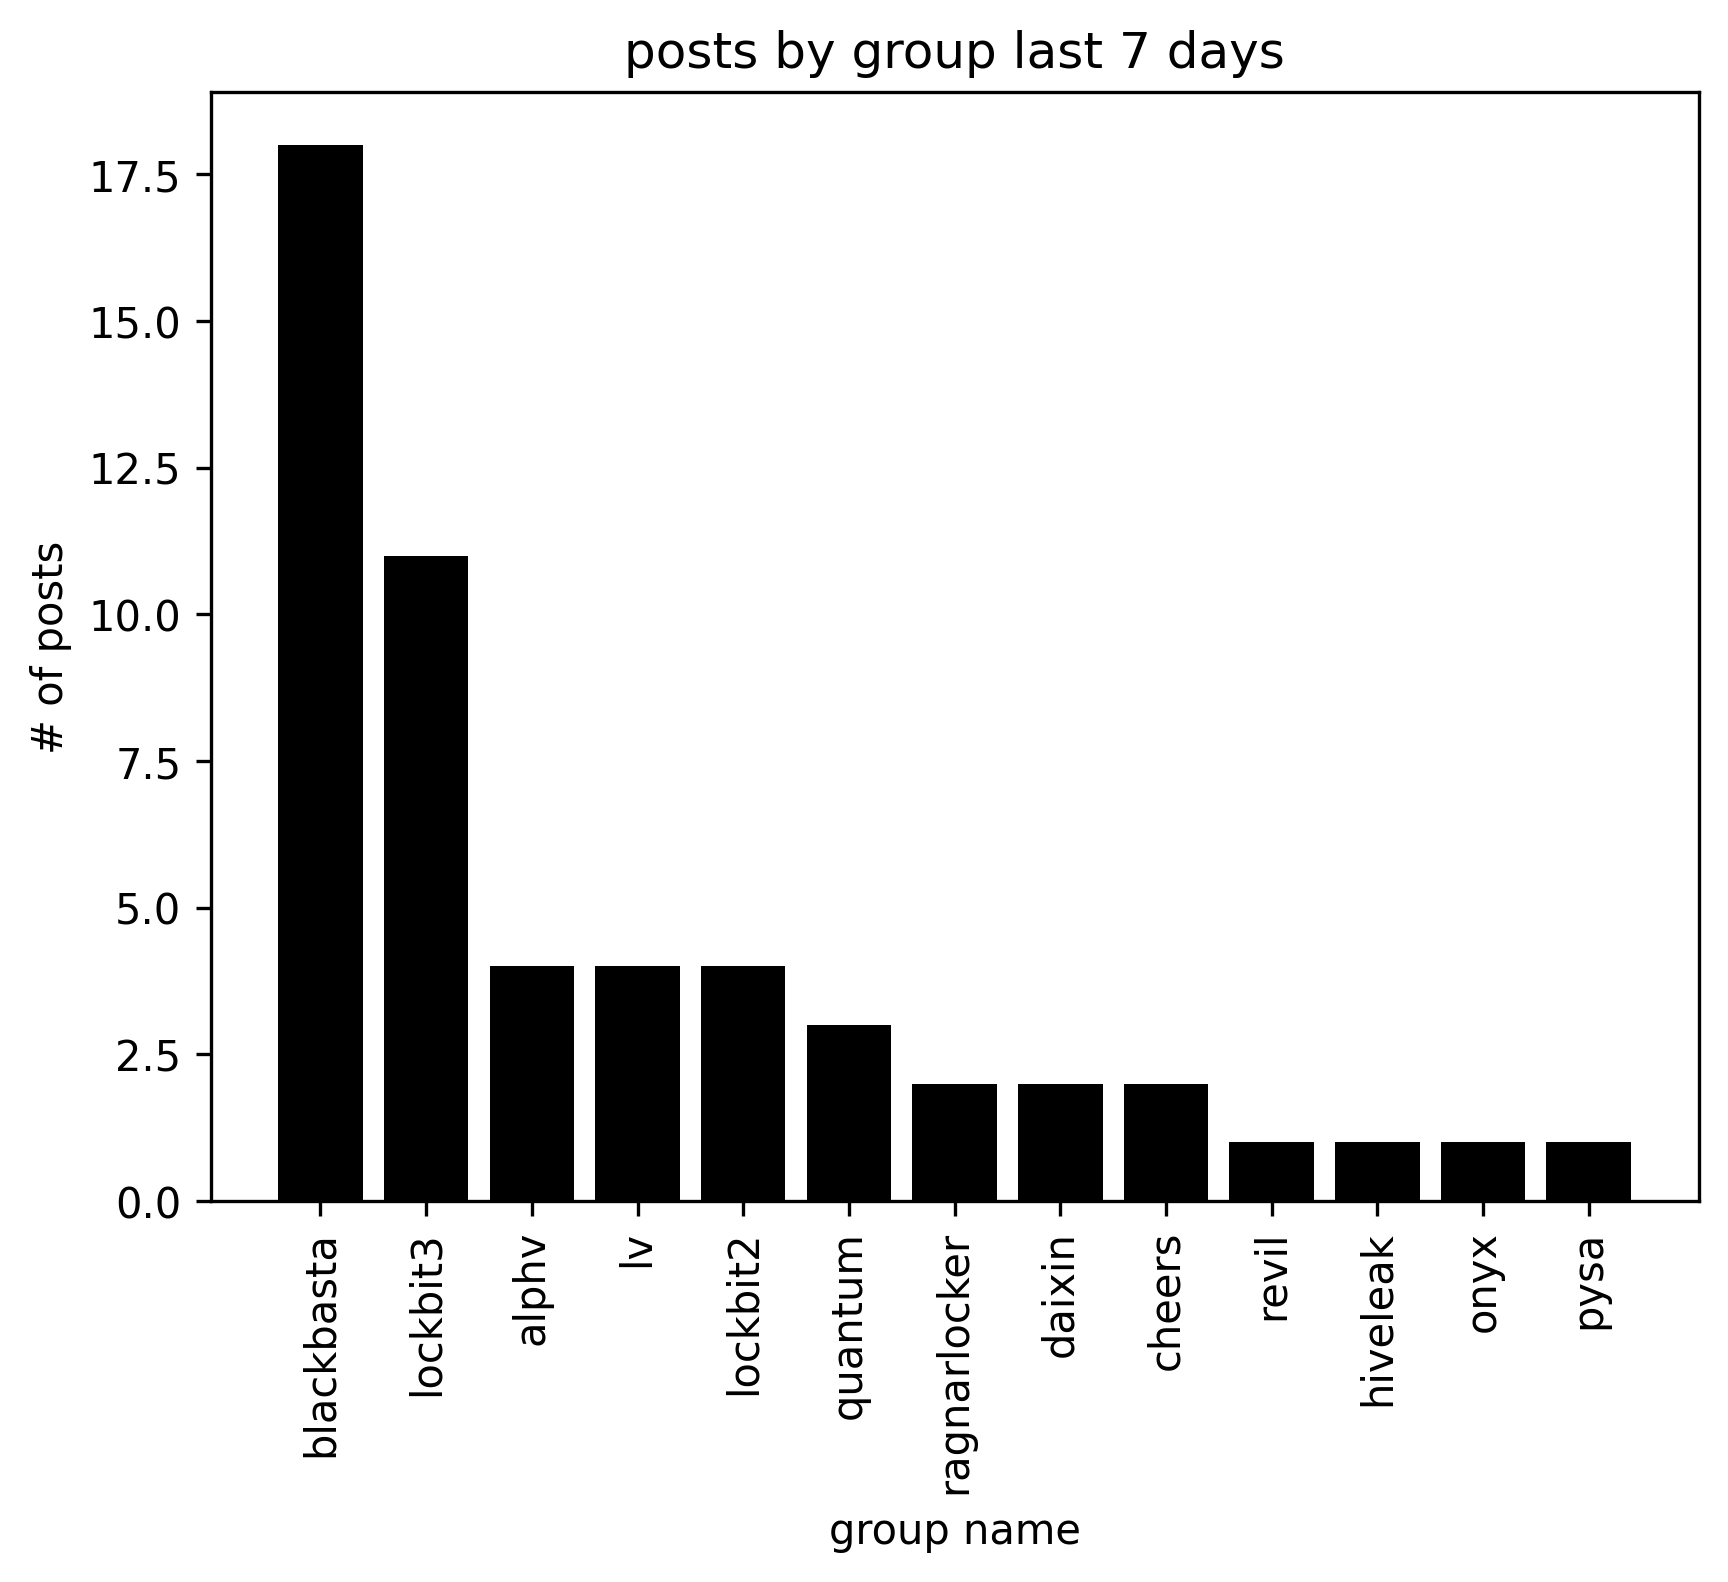 posts by group last 7 days
# of posts
17.5
15.0
12.5
10.0
7.5
5.0
2.5
0.0
blackbasta
lockbit3
alphv
lv
lockbit2
quantum
ragnarlocker
daixin
cheers
revil
hiveleak
onyx
pysa
group name